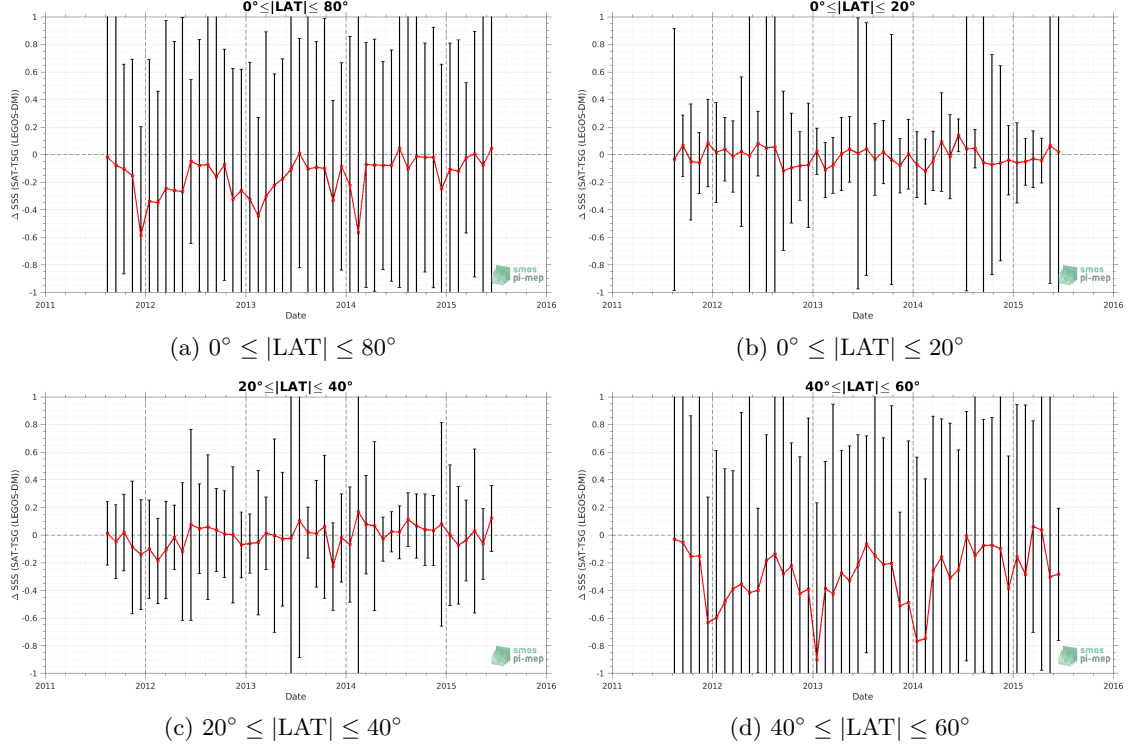 0°≤|LAT|≤ 80°
1
0.8
0.6
0.4
0.2
0
-0.2
-0.4
-0.6
-0.8
-1
Δ SSS (SAT-TSG (LEGOS-DM))
2011 2012 2013 2014 2015 2016
Date
smos
pi-mep
(a) 0° ≤ |LAT| ≤ 80°
0°≤|LAT|≤ 20°
1
0.8
0.6
0.4
0.2
0
-0.2
-0.4
-0.6
-0.8
-1
Δ SSS (SAT-TSG (LEGOS-DM))
2011 2012 2013 2014 2015 2016
Date
smos
pi-mep
(b) 0° ≤ |LAT| ≤ 20°
20°≤|LAT|≤ 40°
1
0.8
0.6
0.4
0.2
0
-0.2
-0.4
-0.6
-0.8
-1
Δ SSS (SAT-TSG (LEGOS-DM))
2011 2012 2013 2014 2015 2016
Date
smos
pi-mep
(c) 20° ≤ |LAT| ≤ 40°
40°≤|LAT|≤ 60°
1
0.8
0.6
0.4
0.2
0
-0.2
-0.4
-0.6
-0.8
-1
Δ SSS (SAT-TSG (LEGOS-DM))
2011 2012 2013 2014 2015 2016
Date
smos
pi-mep
(d) 40° ≤ |LAT| ≤ 60°